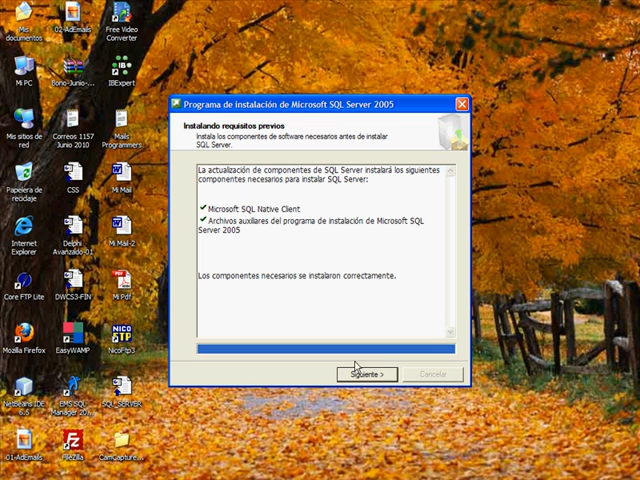 Mis documentos
02-AdEmails
Free Video Converter
Mi PC
Bono-Junio-...
IBExpert
Mis sitios de red
Correos 1157 Junio 2010
Mails Programmers
Papelera de reciclaje
CSS
Mi Mail
Internet Explorer
Delphi Avanzado-01
Mi Mail-2
Core FTP Lite
DWCS3-FIN
Mi Pdf
Mozilla Firefox
EasyWAMP
NicoFtp3
NetBeans IDE 6.5
EMS SQL Manager 20...
SQL_SERVER
01-AdEmails
FileZilla
CamCapture...
Programa de instalación de Microsoft SQL Server 2005
Instalando requisitos previos
Instala los componentes de software necesarios antes de instalar
SQL Server.
La actualización de componentes de SQL Server instalará los siguientes
componentes necesarios para instalar SQL Server:
Microsoft SQL Native Client
Archivos auxiliares del programa de instalación de Microsoft SQL
Server 2005
Los componentes necesarios se instalaron correctamente.
Siguiente >
Cancelar